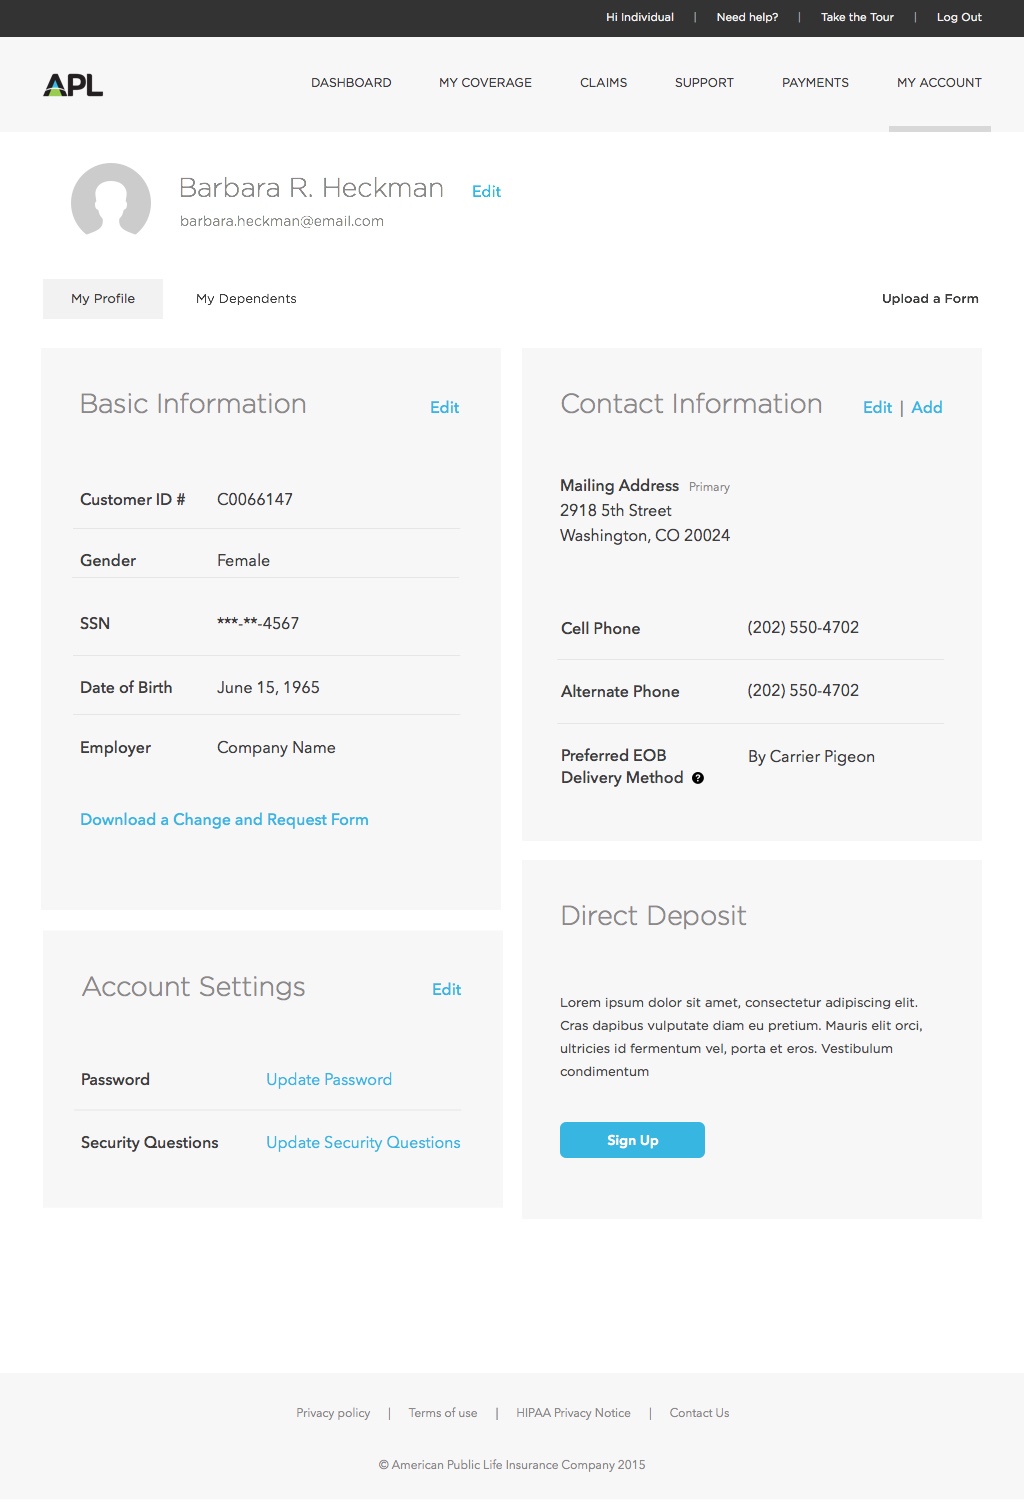 Hi Individual | Need help? | Take the Tour | Log Out
APL
DASHBOARD MY COVERAGE CLAIMS SUPPORT PAYMENTS MY ACCOUNT
Barbara R. Heckman Edit
barbara.heckman@email.com
My Profile My Dependents Upload a Form
Basic Information Edit
Customer ID # C0066147
Gender Female
SSN ***-**-4567
Date of Birth June 15, 1965
Employer Company Name
Download a Change and Request Form
Contact Information Edit | Add
Mailing Address Primary
2918 5th Street
Washington, CO 20024
Cell Phone (202) 550-4702
Alternate Phone (202) 550-4702
Preferred EOB By Carrier Pigeon
Delivery Method ?
Account Settings Edit
Password Update Password
Security Questions Update Security Questions
Direct Deposit
Lorem ipsum dolor sit amet, consectetur adipiscing elit.
Cras dapibus vulputate diam eu pretium. Mauris elit orci,
ultricies id fermentum vel, porta et eros. Vestibulum
condimentum
Sign Up
Privacy policy | Terms of use | HIPAA Privacy Notice | Contact Us
© American Public Life Insurance Company 2015